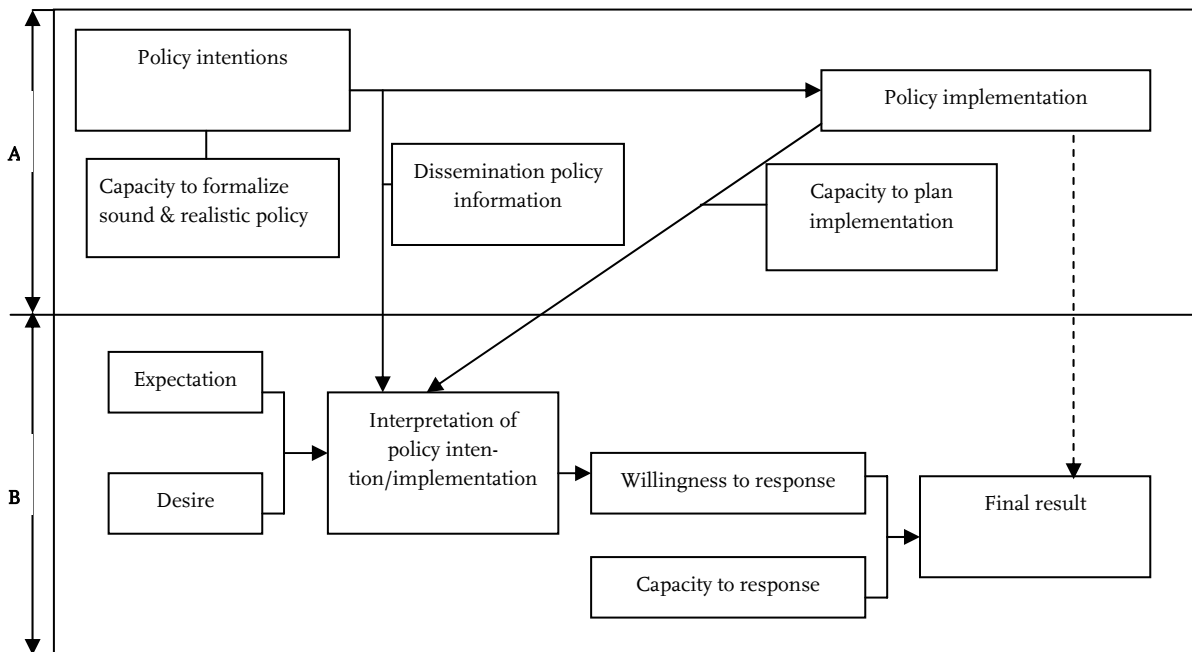 Policy intentions
Policy implementation
A
Capacity to formalize
sound & realistic policy
Dissemination policy
information
Capacity to plan
implementation
Expectation
Interpretation of
policy inten-
tion/implementation
B
Desire
Willingness to response
Final result
Capacity to response